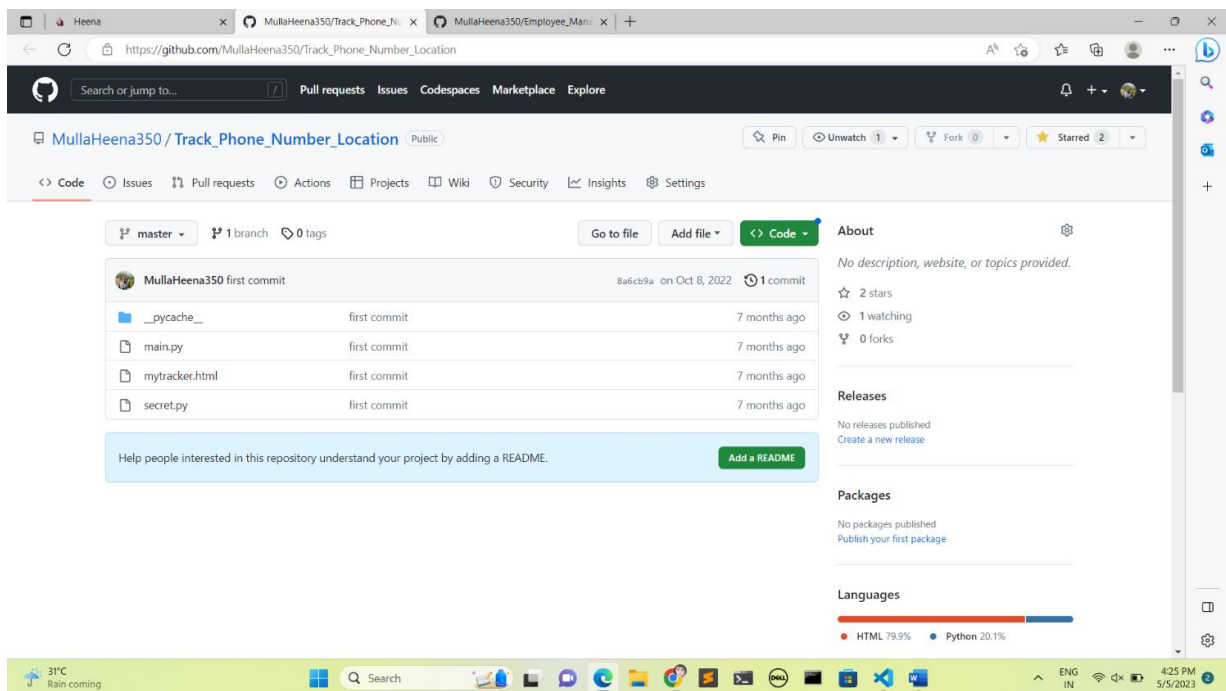 Heena
MullaHeena350/Track_Phone_Nu
MullaHeena350/Employee_Mana
https://github.com/MullaHeena350/Track_Phone_Number_Location
Search or jump to... / Pull requests Issues Codespaces Marketplace Explore
MullaHeena350 / Track_Phone_Number_Location Public
Pin Unwatch 1 Fork 0 Starred 2
Code Issues Pull requests Actions Projects Wiki Security Insights Settings
master 1 branch 0 tags Go to file Add file Code
MullaHeena350 first commit 8a6cb9a on Oct 8, 2022 1 commit
__pycache__ first commit 7 months ago
main.py first commit 7 months ago
mytracker.html first commit 7 months ago
secret.py first commit 7 months ago
Help people interested in this repository understand your project by adding a README. Add a README
About
No description, website, or topics provided.
2 stars
1 watching
0 forks
Releases
No releases published
Create a new release
Packages
No packages published
Publish your first package
Languages
HTML 79.9% Python 20.1%
31°C
Rain coming
Search
DELL
ENG
IN
4:25 PM
5/5/2023
2